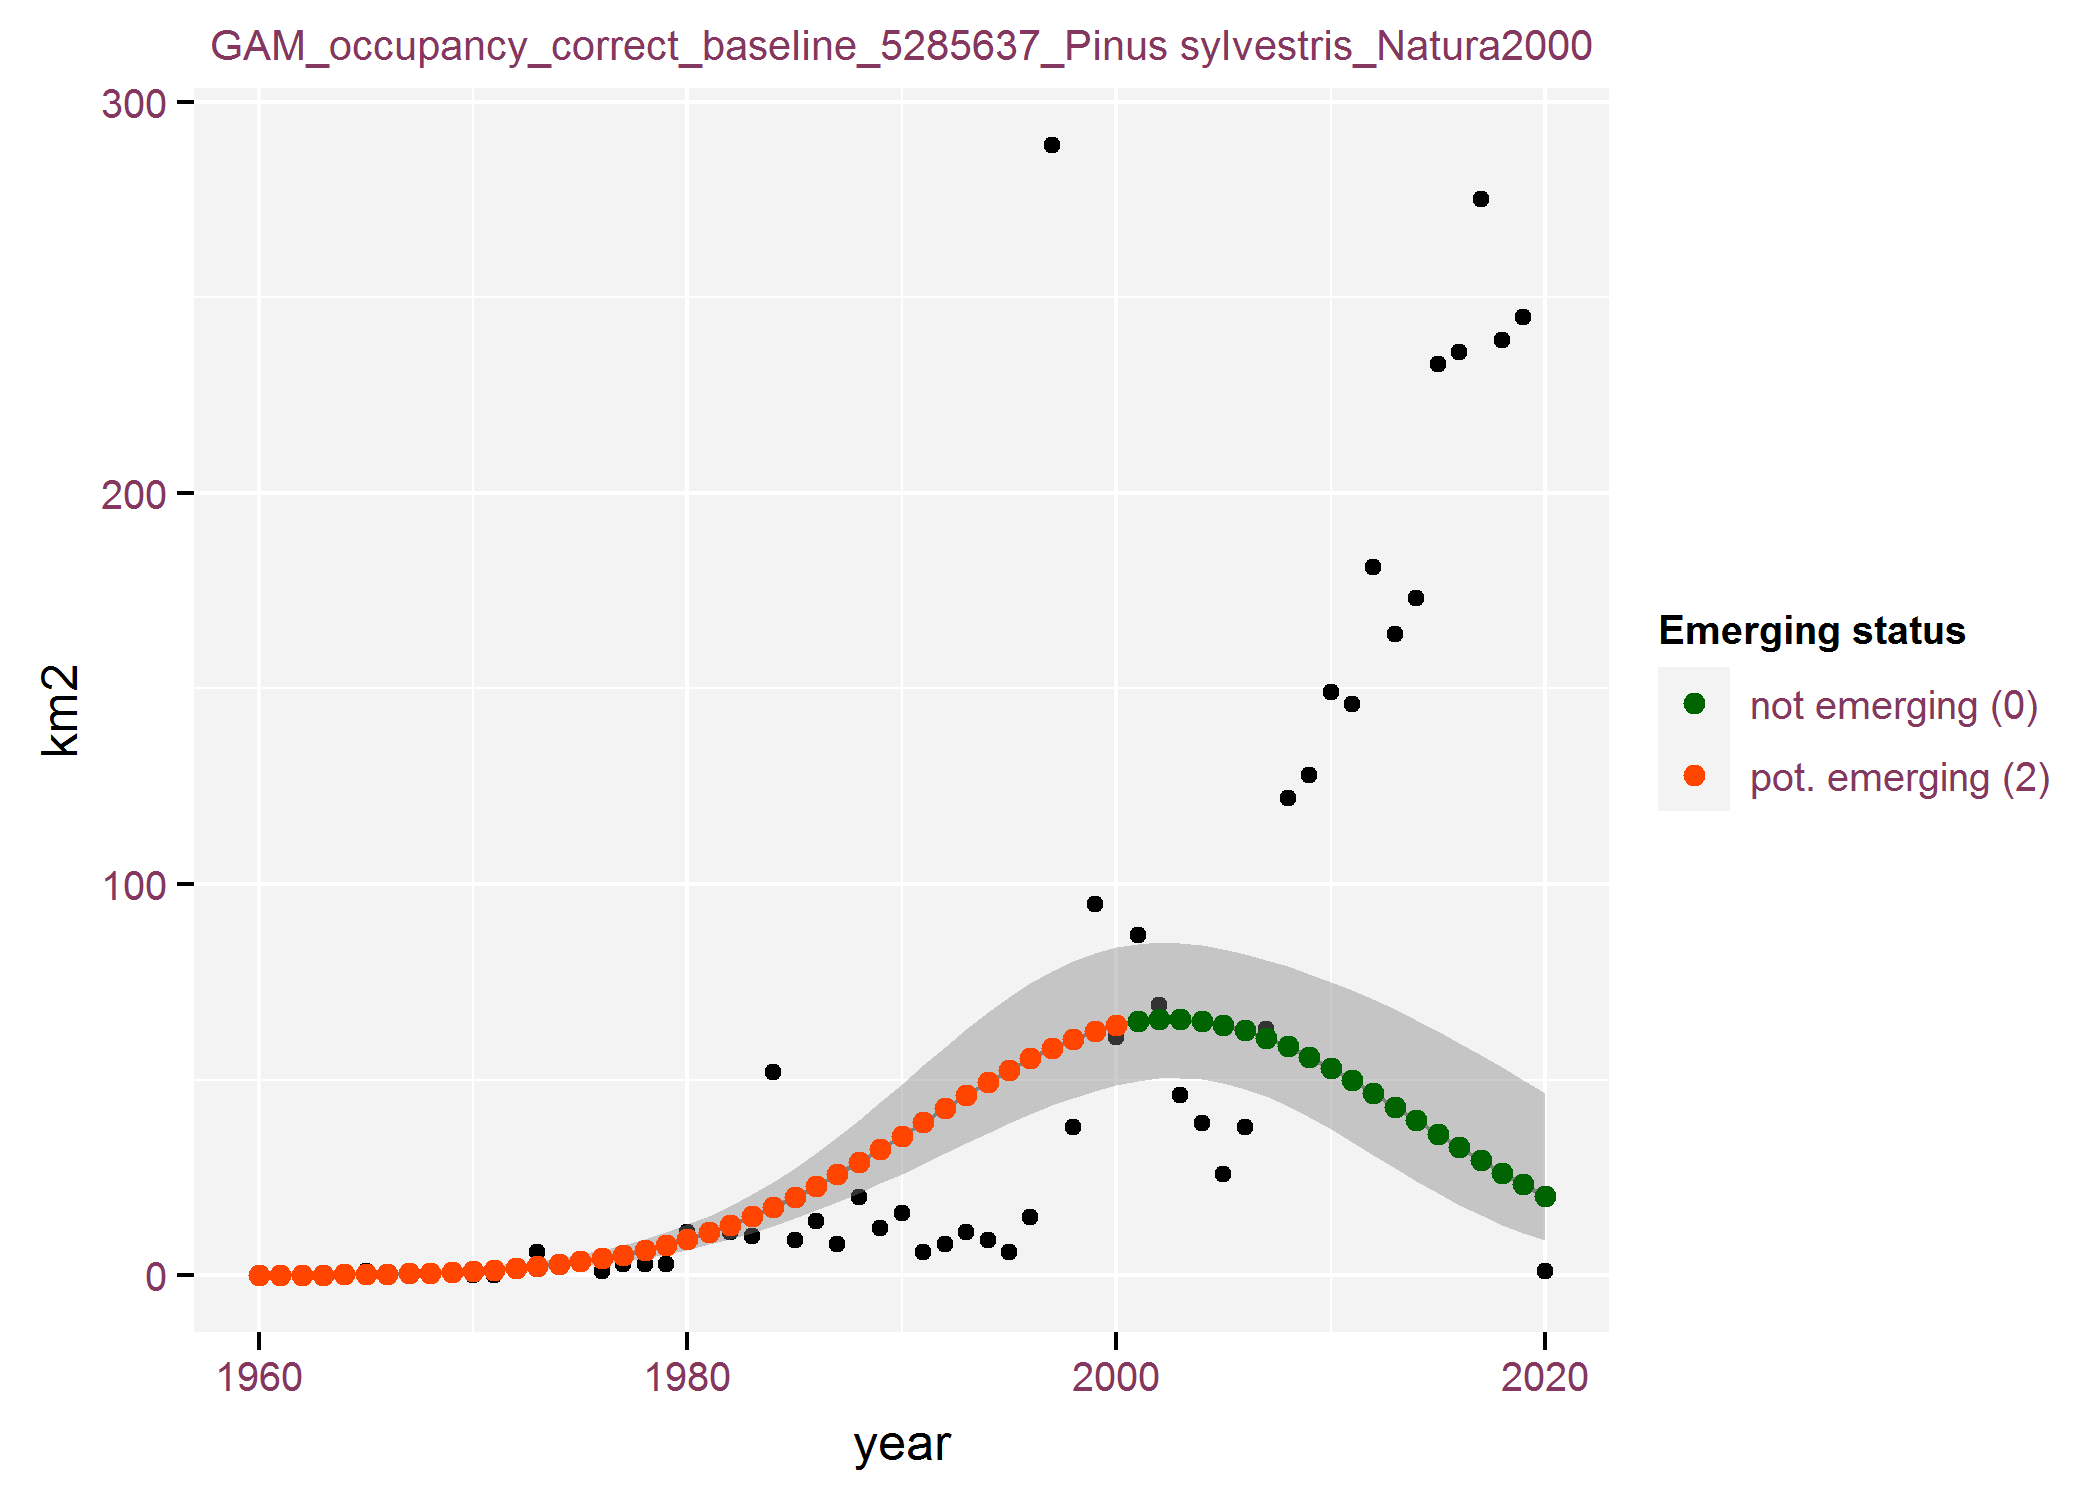 GAM_occupancy_correct_baseline_5285637_Pinus sylvestris_Natura2000
300
200
100
0
km2
1960 1980 2000 2020
year
Emerging status
not emerging (0)
pot. emerging (2)